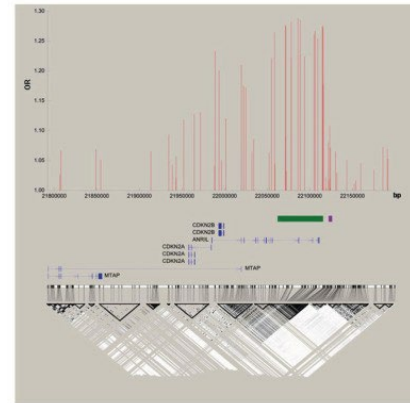 1.30
1.25
1.20
OR
1.15
1.10
1.05
1.00
21800000 21850000 21900000 21950000 22000000 22050000 22100000 22150000 bp
CDKN2B
CDKN2B
ANRIL
CDKN2A
CDKN2A
CDKN2A
MTAP
MTAP